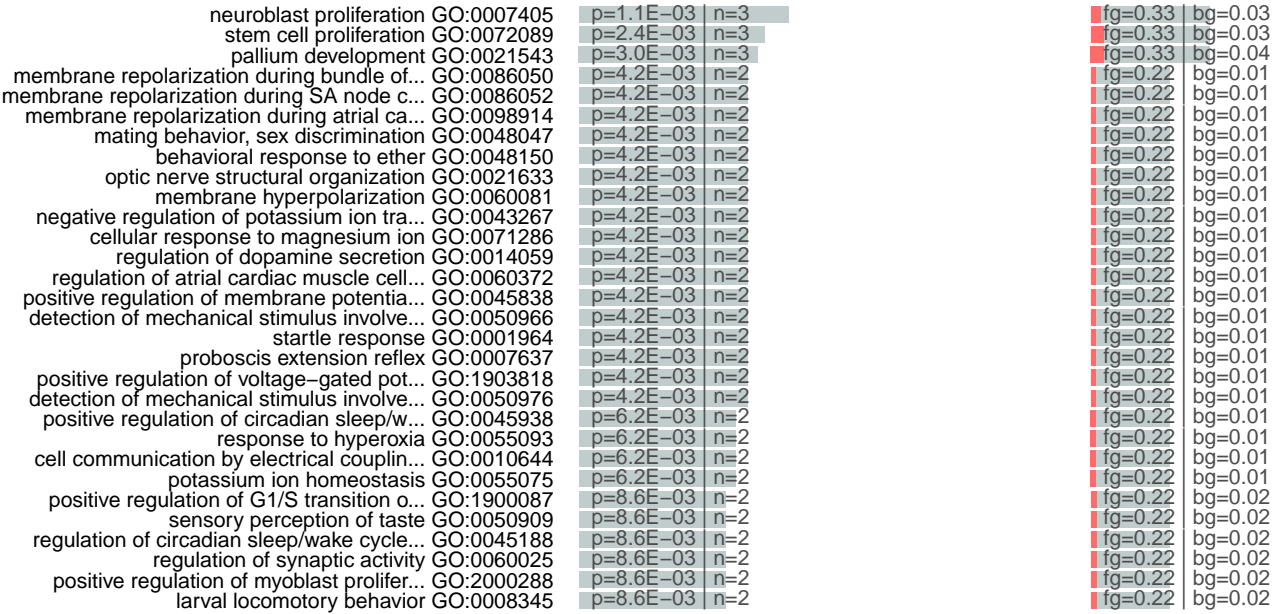 neuroblast proliferation GO:0007405 p=1.1E−03 | n=3 fg=0.33 | bg=0.03
stem cell proliferation GO:0072089 p=2.4E−03 | n=3 fg=0.33 | bg=0.03
pallium development GO:0021543 p=3.0E−03 | n=3 fg=0.33 | bg=0.04
membrane repolarization during bundle of... GO:0086050 p=4.2E−03 | n=2 fg=0.22 | bg=0.01
membrane repolarization during SA node c... GO:0086052 p=4.2E−03 | n=2 fg=0.22 | bg=0.01
membrane repolarization during atrial ca... GO:0098914 p=4.2E−03 | n=2 fg=0.22 | bg=0.01
mating behavior, sex discrimination GO:0048047 p=4.2E−03 | n=2 fg=0.22 | bg=0.01
behavioral response to ether GO:0048150 p=4.2E−03 | n=2 fg=0.22 | bg=0.01
optic nerve structural organization GO:0021633 p=4.2E−03 | n=2 fg=0.22 | bg=0.01
membrane hyperpolarization GO:0060081 p=4.2E−03 | n=2 fg=0.22 | bg=0.01
negative regulation of potassium ion tra... GO:0043267 p=4.2E−03 | n=2 fg=0.22 | bg=0.01
cellular response to magnesium ion GO:0071286 p=4.2E−03 | n=2 fg=0.22 | bg=0.01
regulation of dopamine secretion GO:0014059 p=4.2E−03 | n=2 fg=0.22 | bg=0.01
regulation of atrial cardiac muscle cell... GO:0060372 p=4.2E−03 | n=2 fg=0.22 | bg=0.01
positive regulation of membrane potentia... GO:0045838 p=4.2E−03 | n=2 fg=0.22 | bg=0.01
detection of mechanical stimulus involve... GO:0050966 p=4.2E−03 | n=2 fg=0.22 | bg=0.01
startle response GO:0001964 p=4.2E−03 | n=2 fg=0.22 | bg=0.01
proboscis extension reflex GO:0007637 p=4.2E−03 | n=2 fg=0.22 | bg=0.01
positive regulation of voltage−gated pot... GO:1903818 p=4.2E−03 | n=2 fg=0.22 | bg=0.01
detection of mechanical stimulus involve... GO:0050976 p=4.2E−03 | n=2 fg=0.22 | bg=0.01
positive regulation of circadian sleep/w... GO:0045938 p=6.2E−03 | n=2 fg=0.22 | bg=0.01
response to hyperoxia GO:0055093 p=6.2E−03 | n=2 fg=0.22 | bg=0.01
cell communication by electrical couplin... GO:0010644 p=6.2E−03 | n=2 fg=0.22 | bg=0.01
potassium ion homeostasis GO:0055075 p=6.2E−03 | n=2 fg=0.22 | bg=0.01
positive regulation of G1/S transition o... GO:1900087 p=8.6E−03 | n=2 fg=0.22 | bg=0.02
sensory perception of taste GO:0050909 p=8.6E−03 | n=2 fg=0.22 | bg=0.02
regulation of circadian sleep/wake cycle... GO:0045188 p=8.6E−03 | n=2 fg=0.22 | bg=0.02
regulation of synaptic activity GO:0060025 p=8.6E−03 | n=2 fg=0.22 | bg=0.02
positive regulation of myoblast prolifer... GO:2000288 p=8.6E−03 | n=2 fg=0.22 | bg=0.02
larval locomotory behavior GO:0008345 p=8.6E−03 | n=2 fg=0.22 | bg=0.02